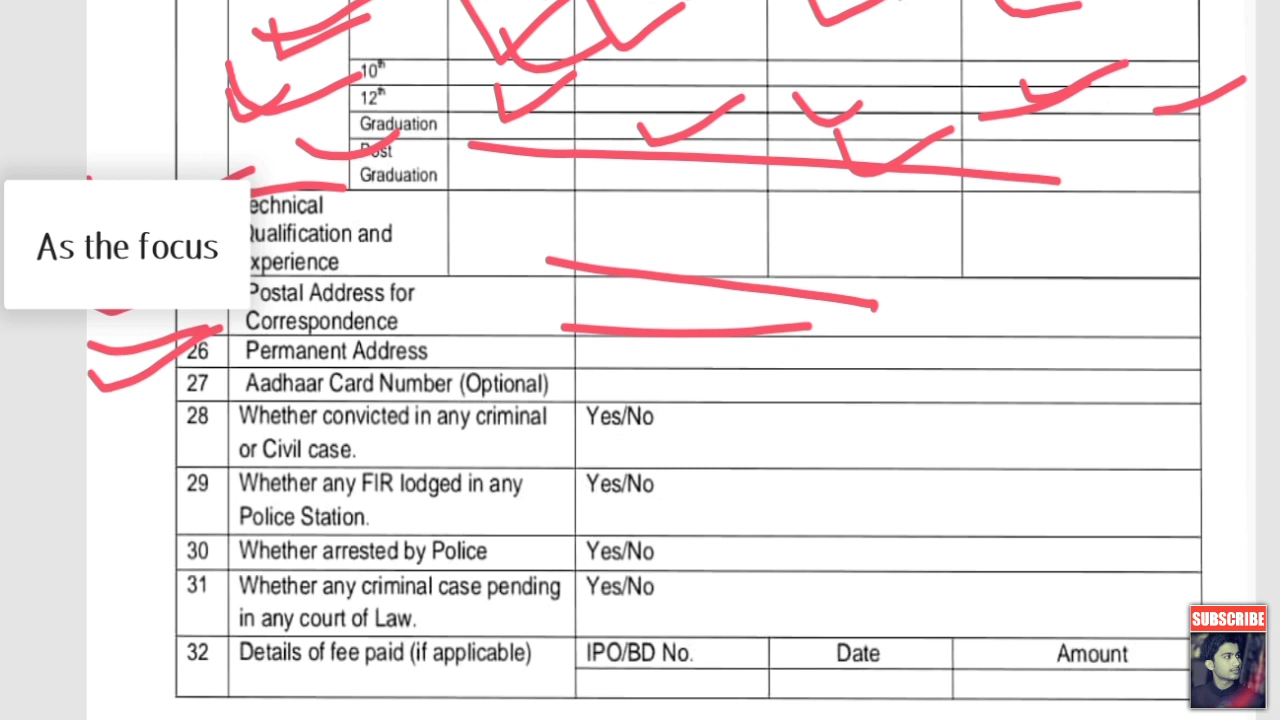 10th
12th
Graduation
Post
Graduation
echnical
Qualification and
xperience
As the focus
Postal Address for
Correspondence
26 Permanent Address
27 Aadhaar Card Number (Optional)
28 Whether convicted in any criminal Yes/No
or Civil case.
29 Whether any FIR lodged in any Yes/No
Police Station.
30 Whether arrested by Police Yes/No
31 Whether any criminal case pending Yes/No
in any court of Law.
32 Details of fee paid (if applicable) IPO/BD No. Date Amount
SUBSCRIBE